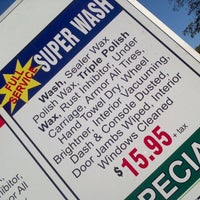 FULL
SERVICE
SUPER WASH
Wash, Sealer Wax
Polish Wax, Triple Polish
Wax, Rust Inhibitor, Under
Carriage, Armor All Tires,
Hand Towel Dry, Wheel
Brightner, Interior Vacuuming,
Dash & Console Dusted,
Door Jambs Wiped, Interior
Windows Cleaned
$15.95 + tax